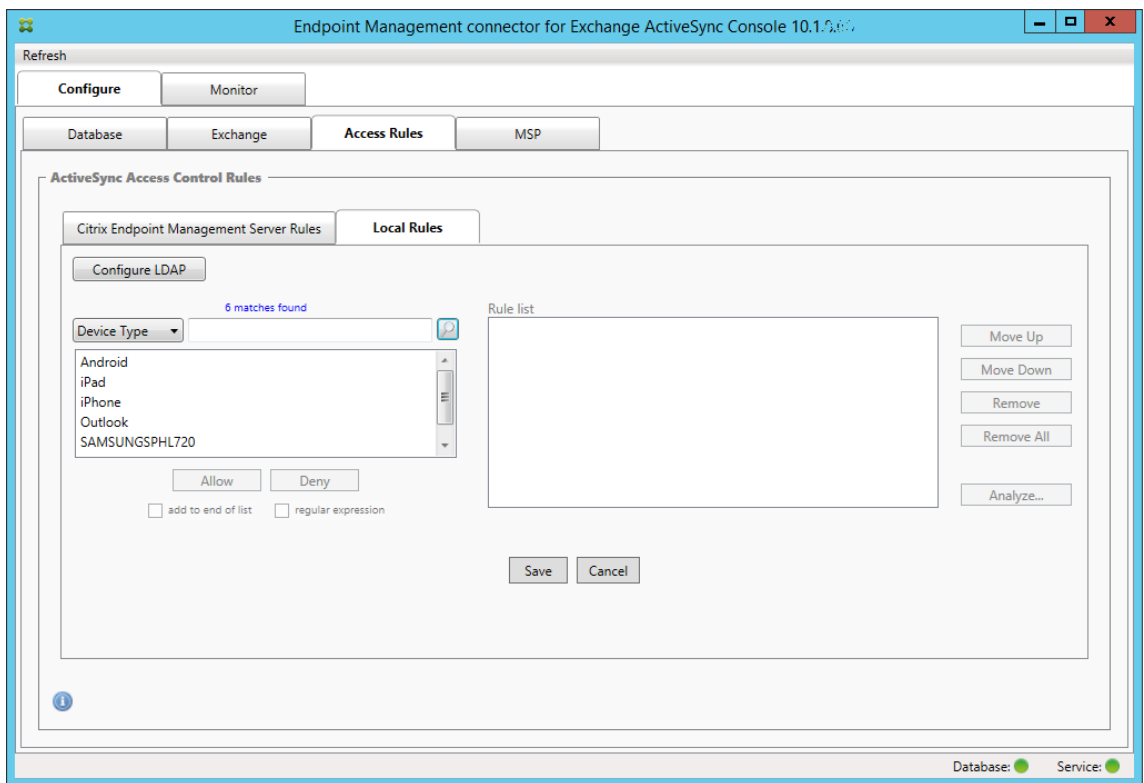 Endpoint Management connector for Exchange ActiveSync Console 10.1
Refresh
Configure Monitor
Database Exchange Access Rules MSP
ActiveSync Access Control Rules
Citrix Endpoint Management Server Rules Local Rules
Configure LDAP
6 matches found Rule list
Device Type
Move Up
Android
iPad Move Down
iPhone Remove
Outlook
SAMSUNGSPHL720 Remove All
Allow Deny
Analyze...
add to end of list regular expression
Save Cancel
Database: Service: